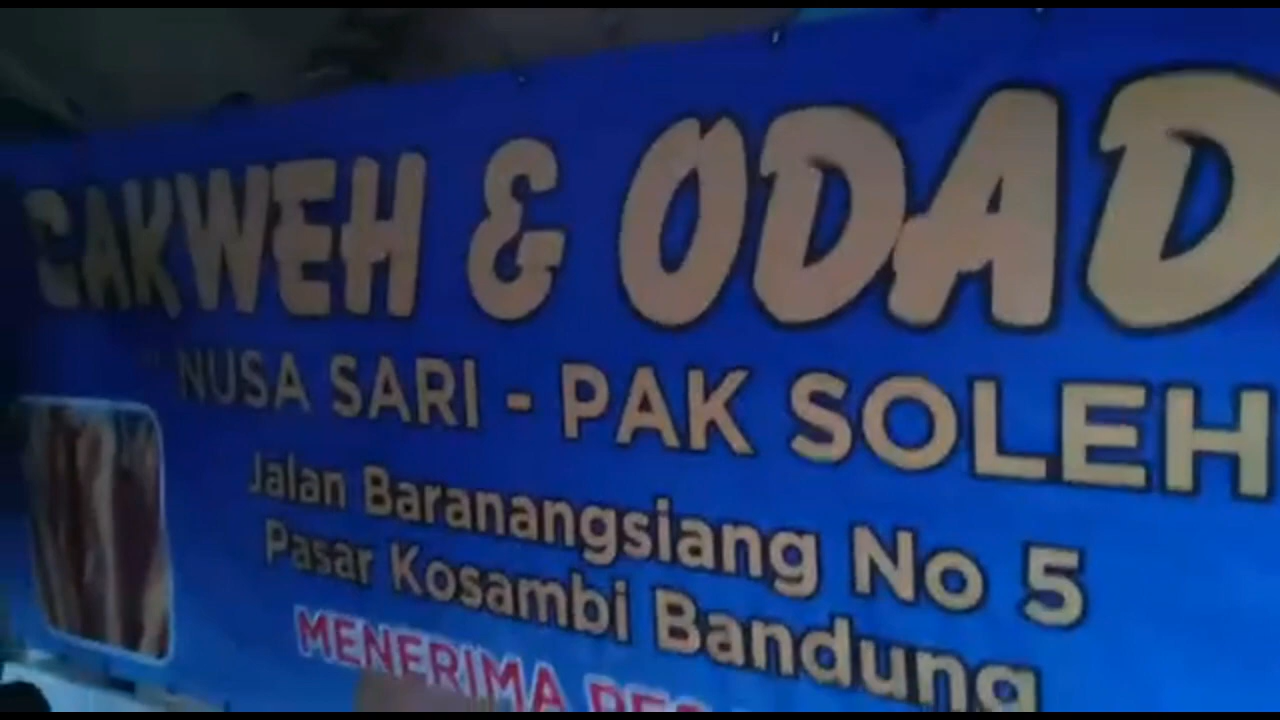 CAKWEH & ODAD
NUSA SARI - PAK SOLEH
Jalan Baranangsiang No 5
Pasar Kosambi Bandung
MENERIMA